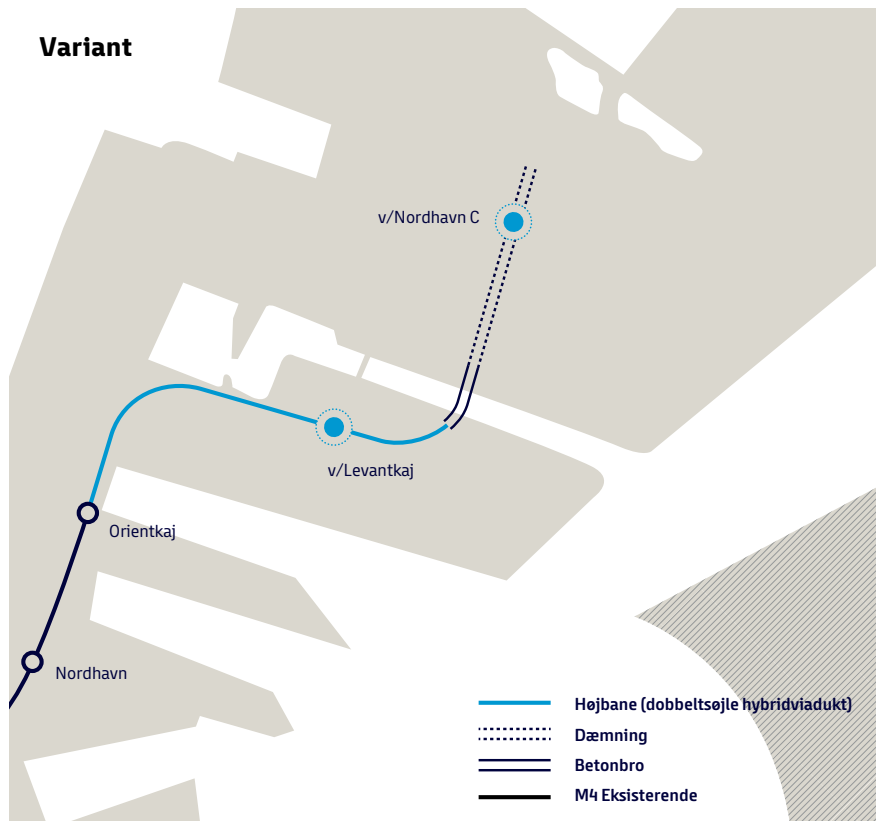 Variant
v/Nordhavn C
v/Levantkaj
Orientkaj
Nordhavn
Højbane (dobbeltsøjle hybridviadukt)
Dæmning
Betonbro
M4 Eksisterende